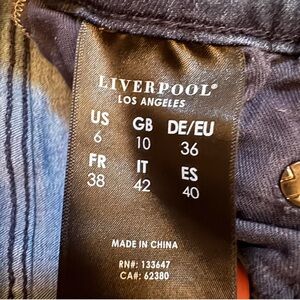 LIVERPOOL®
LOS ANGELES
US GB DE/EU
6 10 36
FR IT ES
38 42 40
MADE IN CHINA
RN#: 133647
CA#: 62380